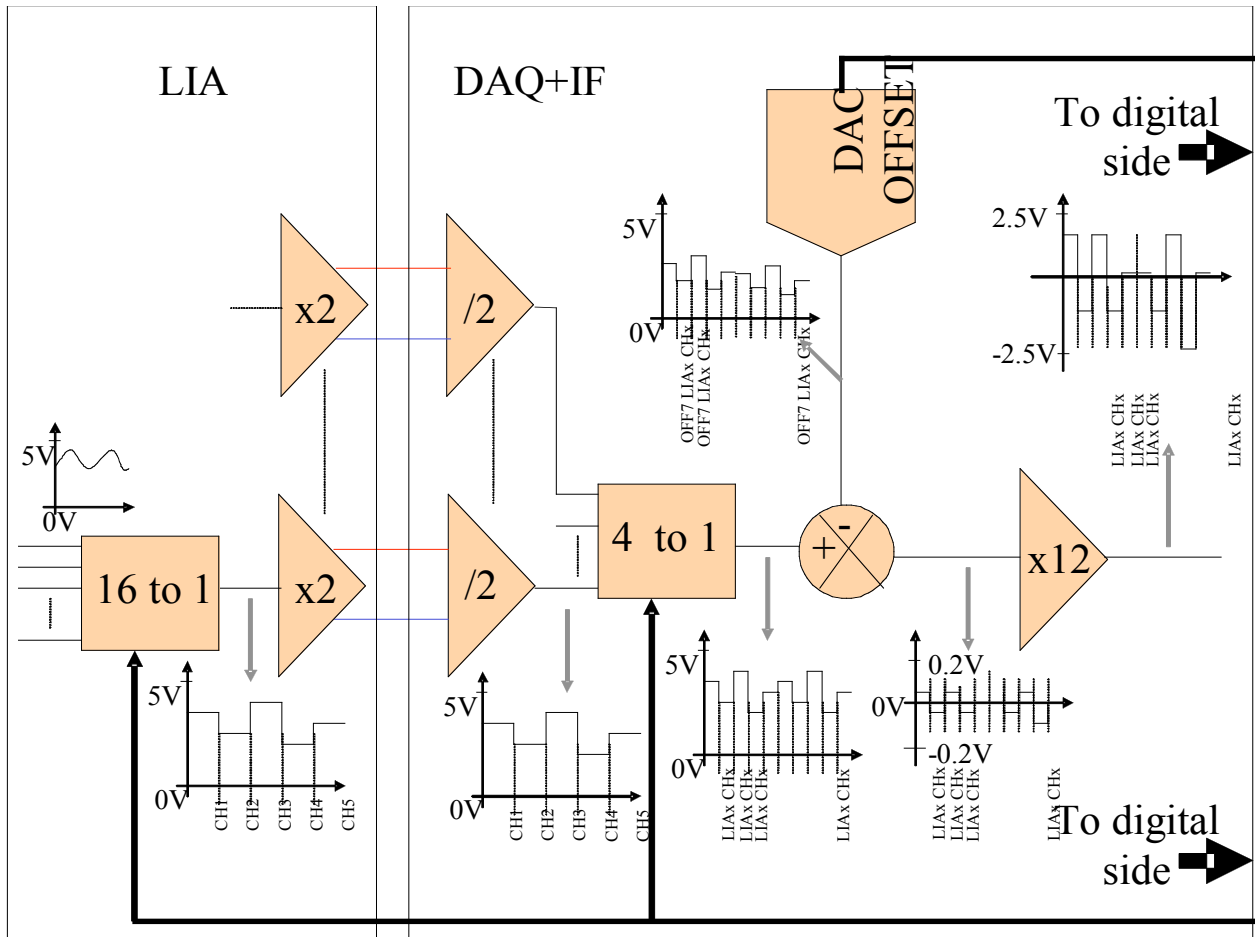 LIA
DAQ+IF
DAC
OFFSET
To digital
side
5V
0V
OFF7 LIAx CHx
OFF7 LIAx CHx
OFF7 LIAx CHx
2.5V
-2.5V
LIAx CHx
LIAx CHx
LIAx CHx
LIAx CHx
x2
/2
5V
0V
16 to 1
x2
/2
4 to 1
+
-
x12
5V
0V
CH1
CH2
CH3
CH4
CH5
5V
0V
CH1
CH2
CH3
CH4
CH5
5V
0V
LIAx CHx
LIAx CHx
LIAx CHx
LIAx CHx
0.2V
0V
-0.2V
LIAx CHx
LIAx CHx
LIAx CHx
LIAx CHx
To digital
side